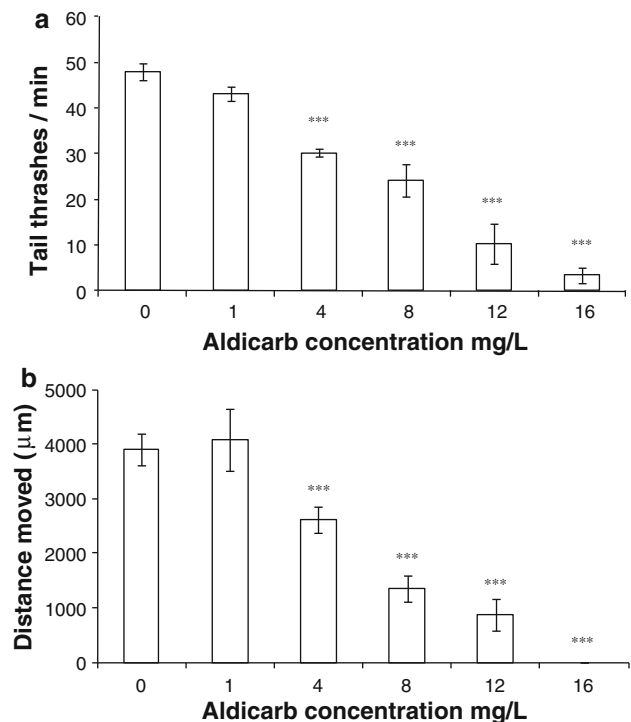 a
60
50
40
30
20
10
0
Tail thrashes / min
***
***
***
***
0 1 4 8 12 16
Aldicarb concentration mg/L
b
5000
4000
3000
2000
1000
0
Distance moved (μm)
***
***
***
***
0 1 4 8 12 16
Aldicarb concentration mg/L